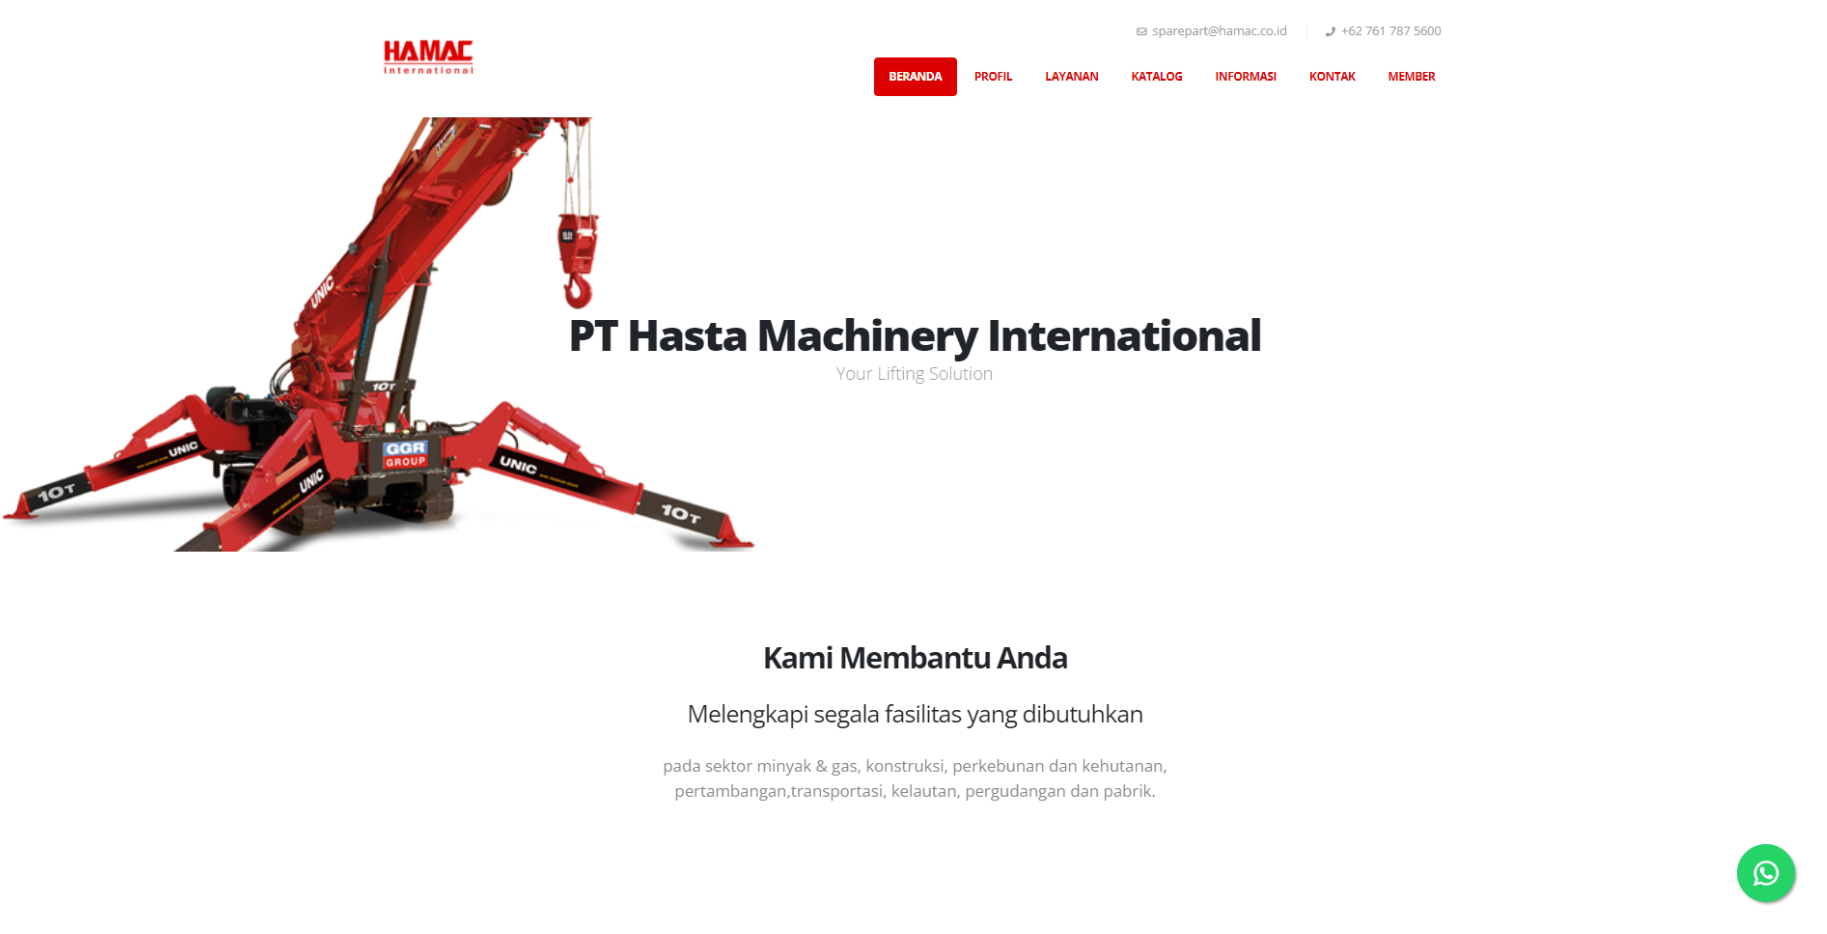 sparepart@hamac.co.id
+62 761 787 5600
HAMAC
International
BERANDA
PROFIL
LAYANAN
KATALOG
INFORMASI
KONTAK
MEMBER
UNIC
10T
PT Hasta Machinery International
Your Lifting Solution
GGR
GROUP
UNIC
10T
UNIC
UNIC
10T
Kami Membantu Anda
Melengkapi segala fasilitas yang dibutuhkan
pada sektor minyak & gas, konstruksi, perkebunan dan kehutanan,
pertambangan,transportasi, kelautan, pergudangan dan pabrik.